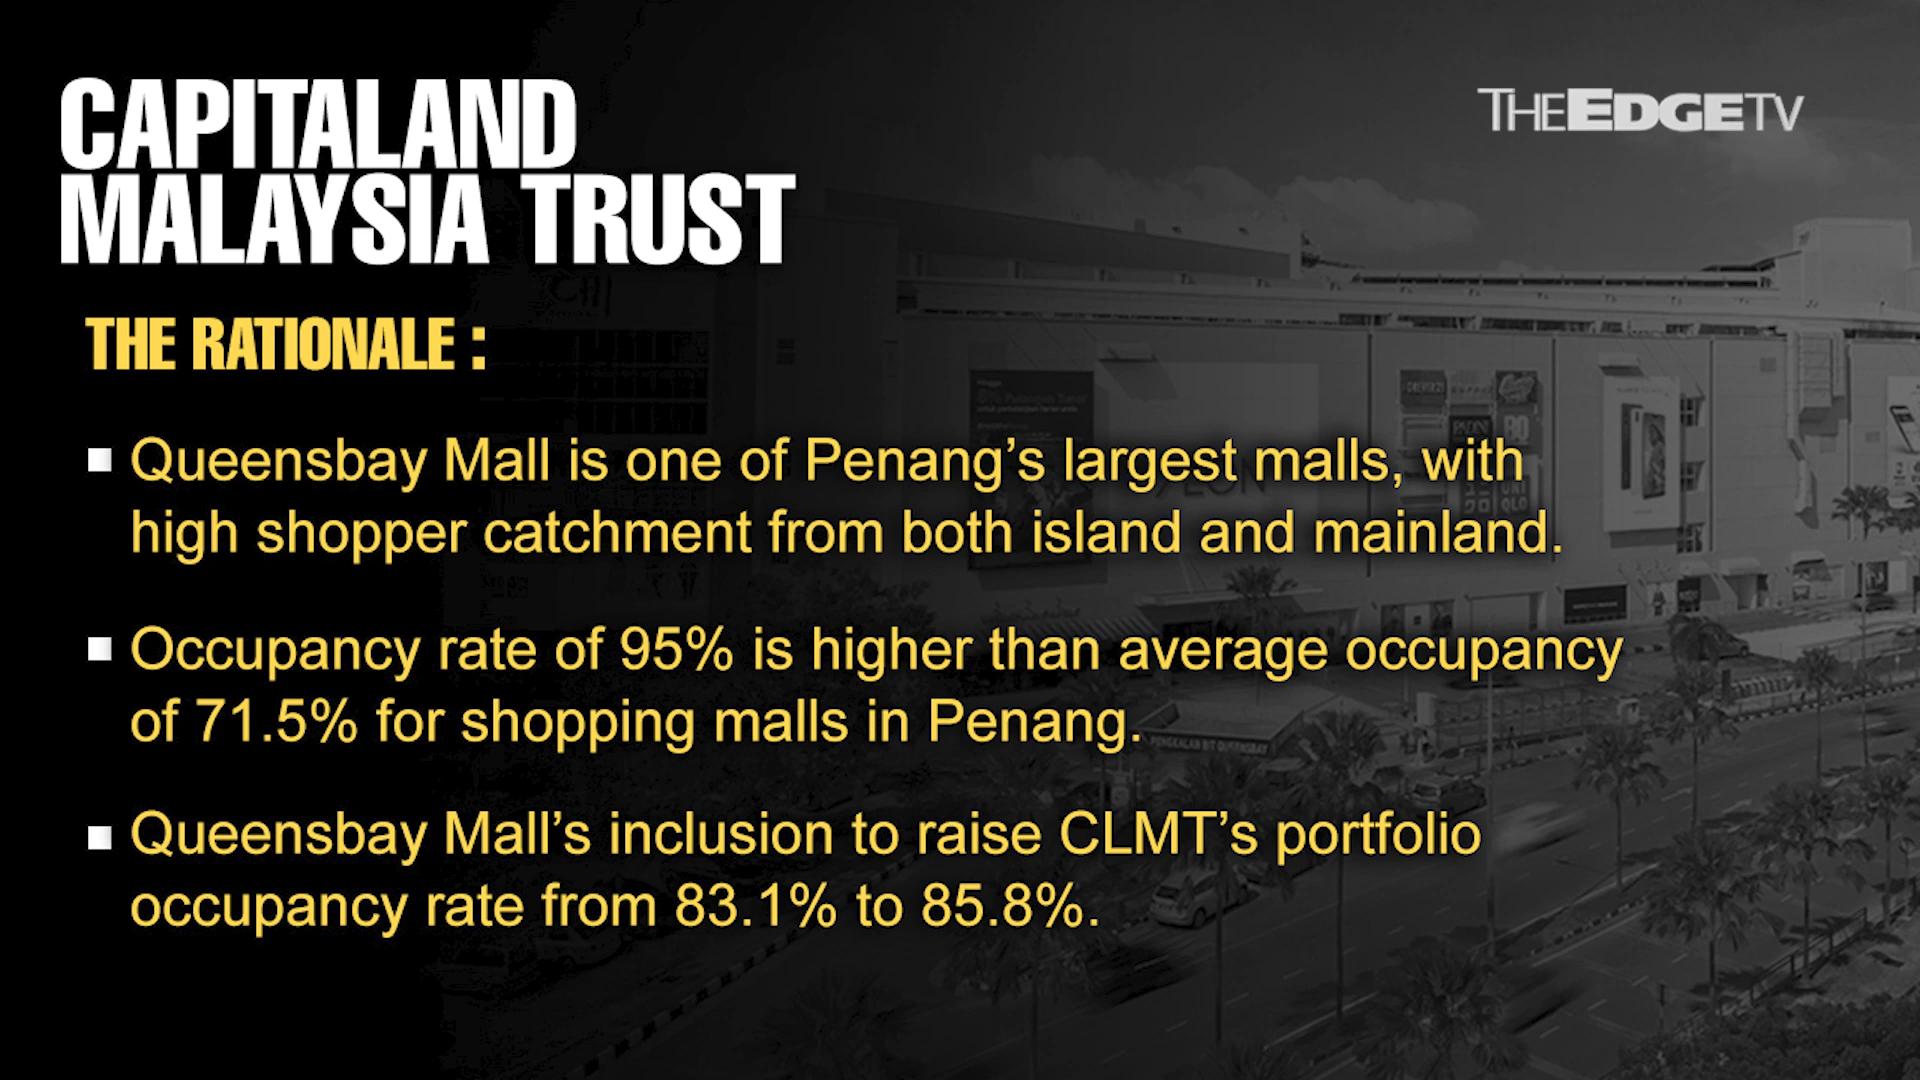 CAPITALAND
MALAYSIA TRUST
THEEDGETV
THE RATIONALE :
Queensbay Mall is one of Penang’s largest malls, with
high shopper catchment from both island and mainland.
Occupancy rate of 95% is higher than average occupancy
of 71.5% for shopping malls in Penang.
Queensbay Mall’s inclusion to raise CLMT’s portfolio
occupancy rate from 83.1% to 85.8%.